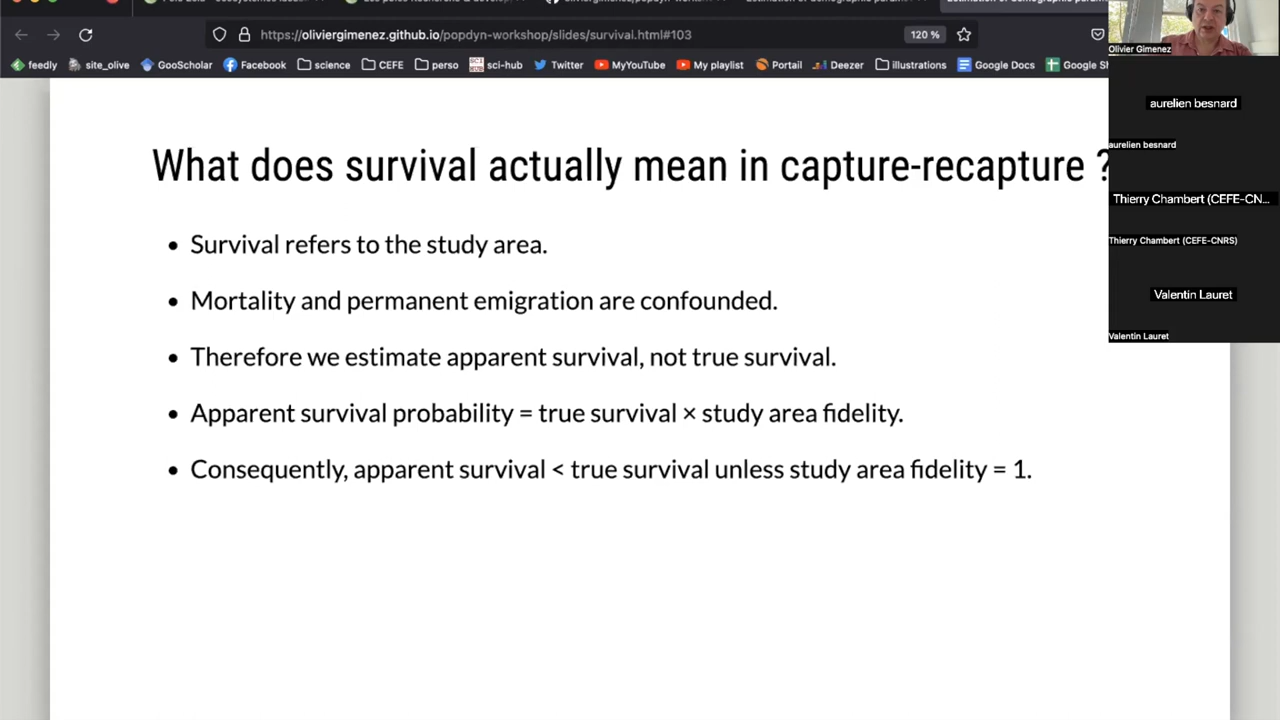 https://oliviergimenez.github.io/popdyn-workshop/slides/survival.html#103
120 %
feedly
site_olive
GooScholar
Facebook
science
CEFE
perso
sci-hub
Twitter
MyYouTube
My playlist
Portail
Deezer
illustrations
Google Docs
Google Sh
Olivier Gimenez
aurelien besnard
aurelien besnard
Thierry Chambert (CEFE-CN...
Thierry Chambert (CEFE-CNRS)
Valentin Lauret
Valentin Lauret
What does survival actually mean in capture-recapture ?
• Survival refers to the study area.
• Mortality and permanent emigration are confounded.
• Therefore we estimate apparent survival, not true survival.
• Apparent survival probability = true survival × study area fidelity.
• Consequently, apparent survival < true survival unless study area fidelity = 1.